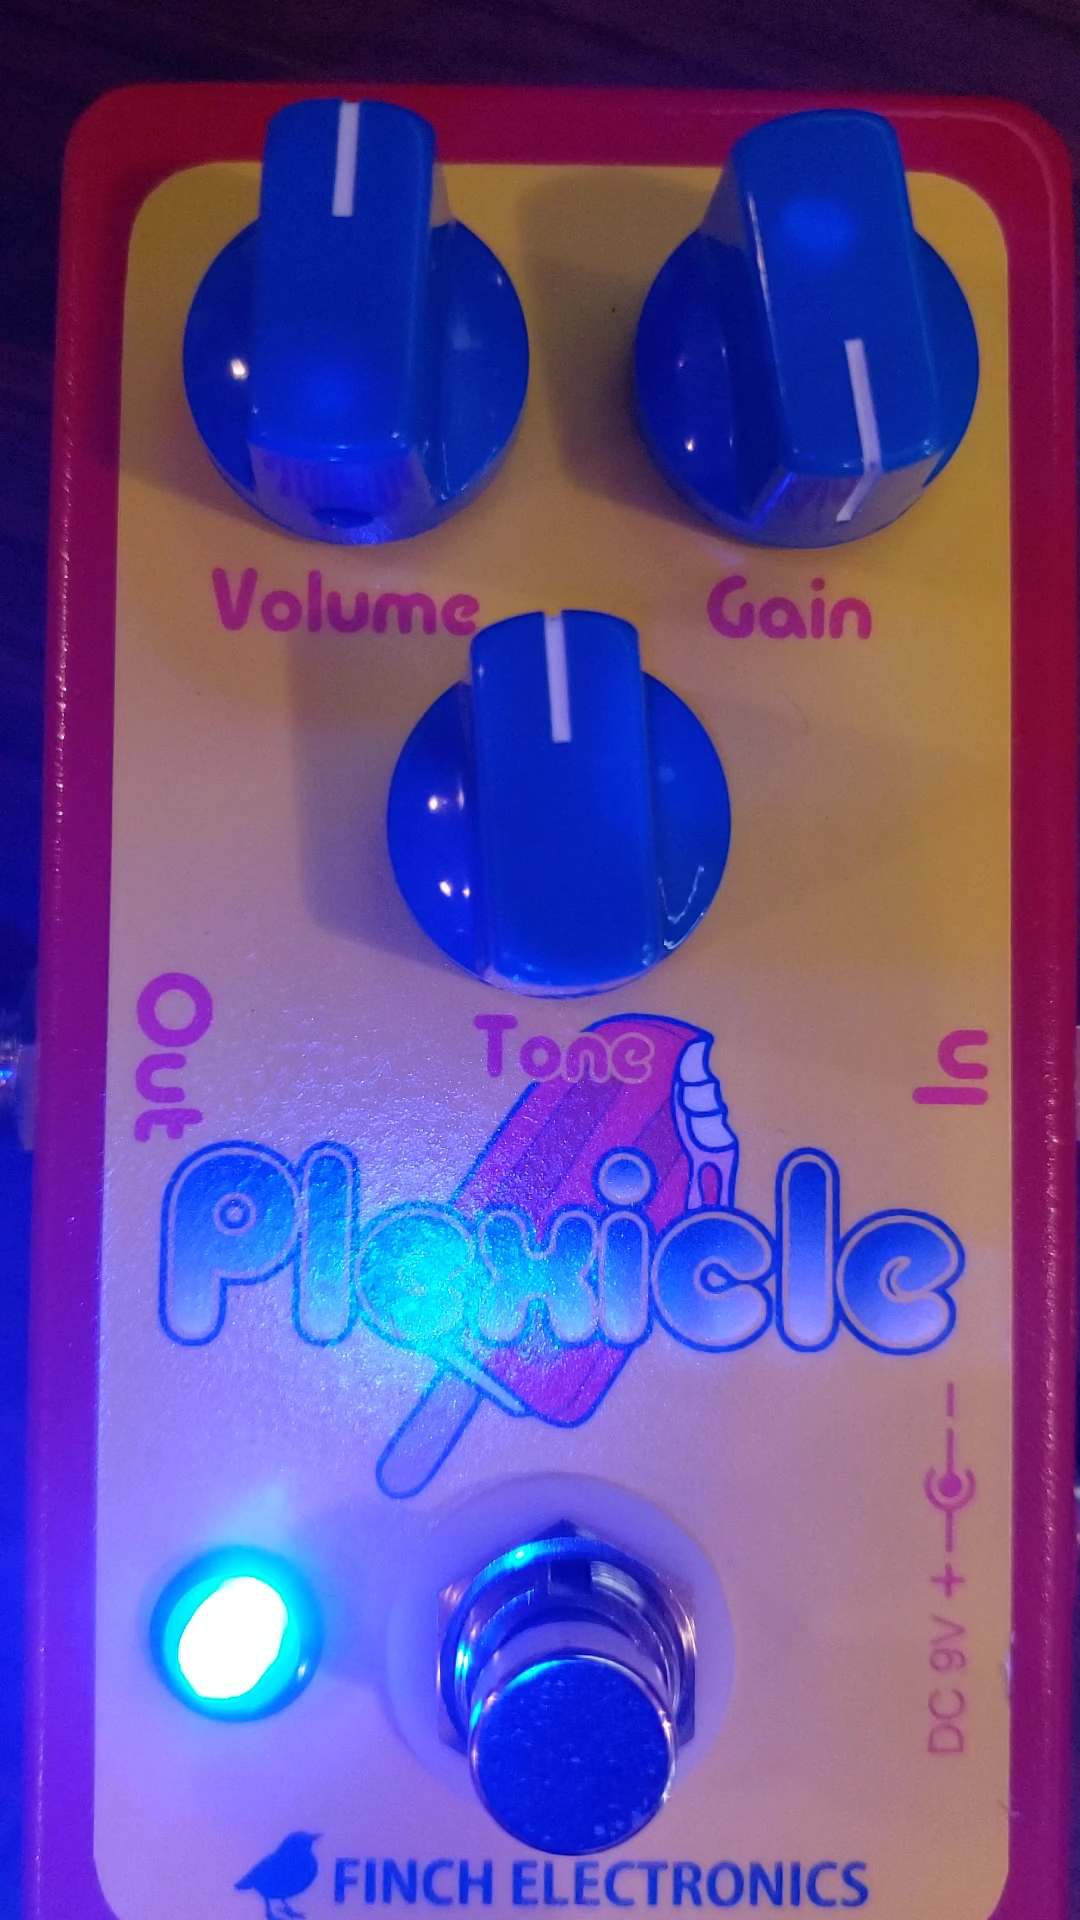 Volume
Gain
Tone
Out
In
Plexicle
DC 9V + -
FINCH ELECTRONICS